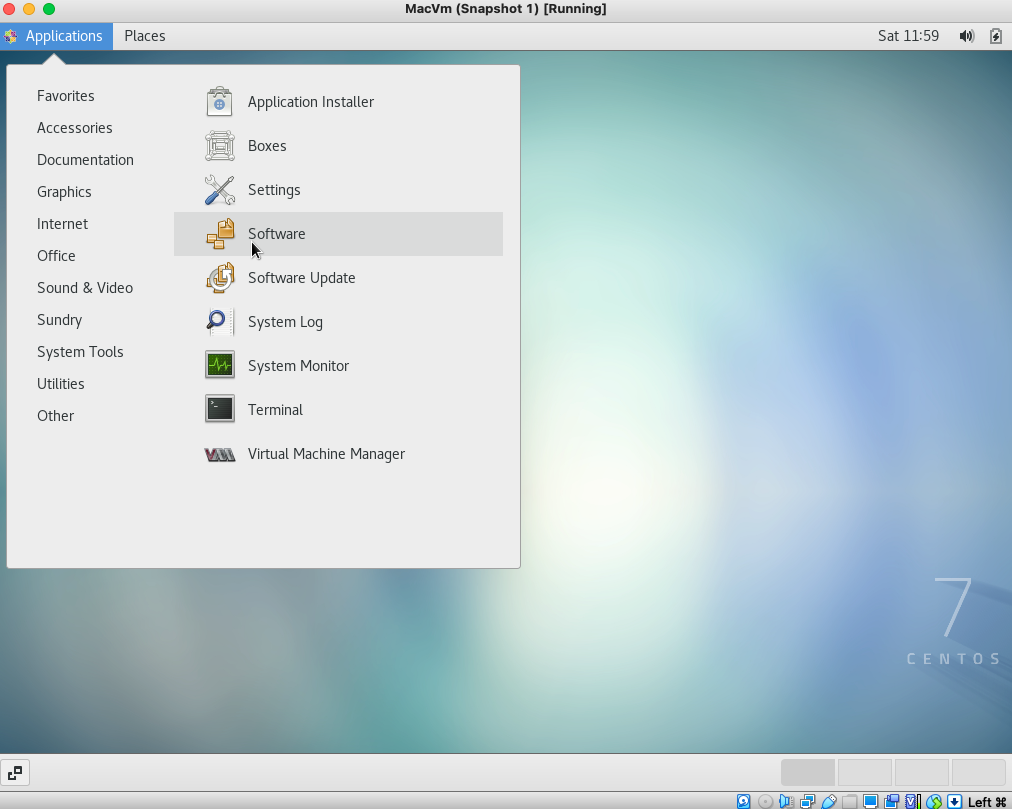 MacVm (Snapshot 1) [Running]
Applications Places Sat 11:59
Favorites
Accessories
Documentation
Graphics
Internet
Office
Sound & Video
Sundry
System Tools
Utilities
Other
Application Installer
Boxes
Settings
Software
Software Update
System Log
System Monitor
Terminal
Virtual Machine Manager
7
CENTOS
Left ⌘